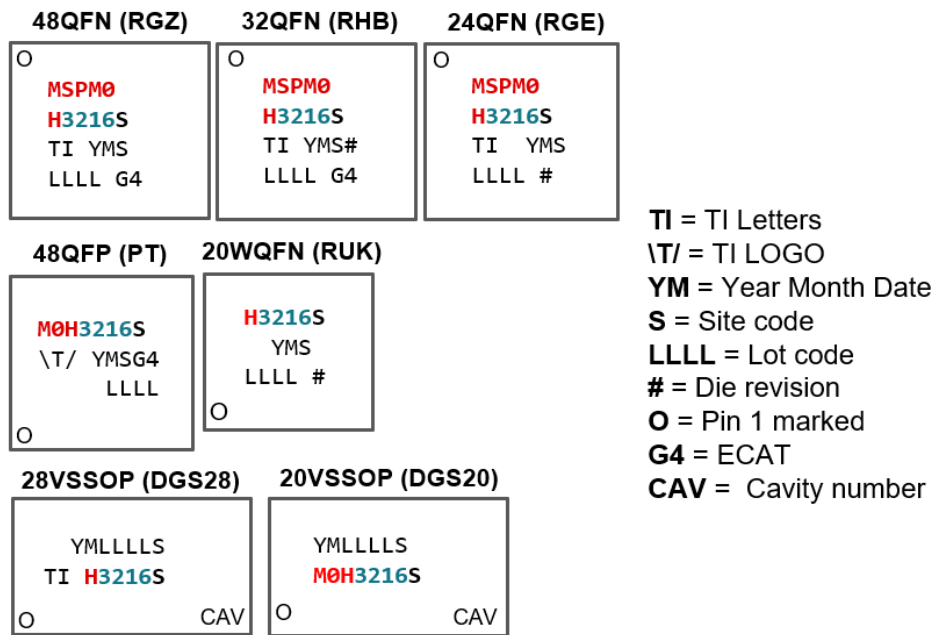 48QFN (RGZ)
O
MSPM0
H3216S
TI YMS
LLLL G4
32QFN (RHB)
O
MSPM0
H3216S
TI YMS#
LLLL G4
24QFN (RGE)
O
MSPM0
H3216S
TI YMS
LLLL #
48QFP (PT)
M0H3216S
\T/ YMSG4
LLLL
O
20WQFN (RUK)
H3216S
YMS
LLLL #
O
28VSSOP (DGS28)
YMLLLLS
TI H3216S
O CAV
20VSSOP (DGS20)
YMLLLLS
M0H3216S
O CAV
TI = TI Letters
\T/ = TI LOGO
YM = Year Month Date
S = Site code
LLLL = Lot code
# = Die revision
O = Pin 1 marked
G4 = ECAT
CAV = Cavity number